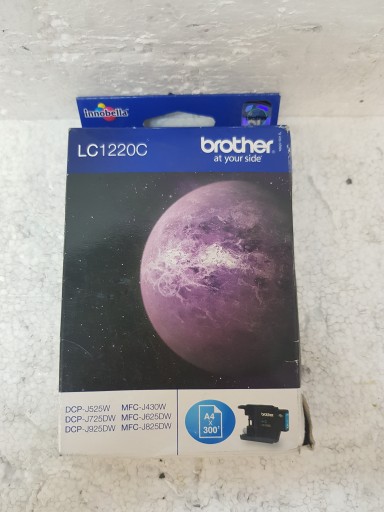 innobella
LC1220C
brother
at your side
DCP-J525W MFC-J430W
DCP-J725DW MFC-J625DW
DCP-J925DW MFC-J825DW
A4
x
300*
brother